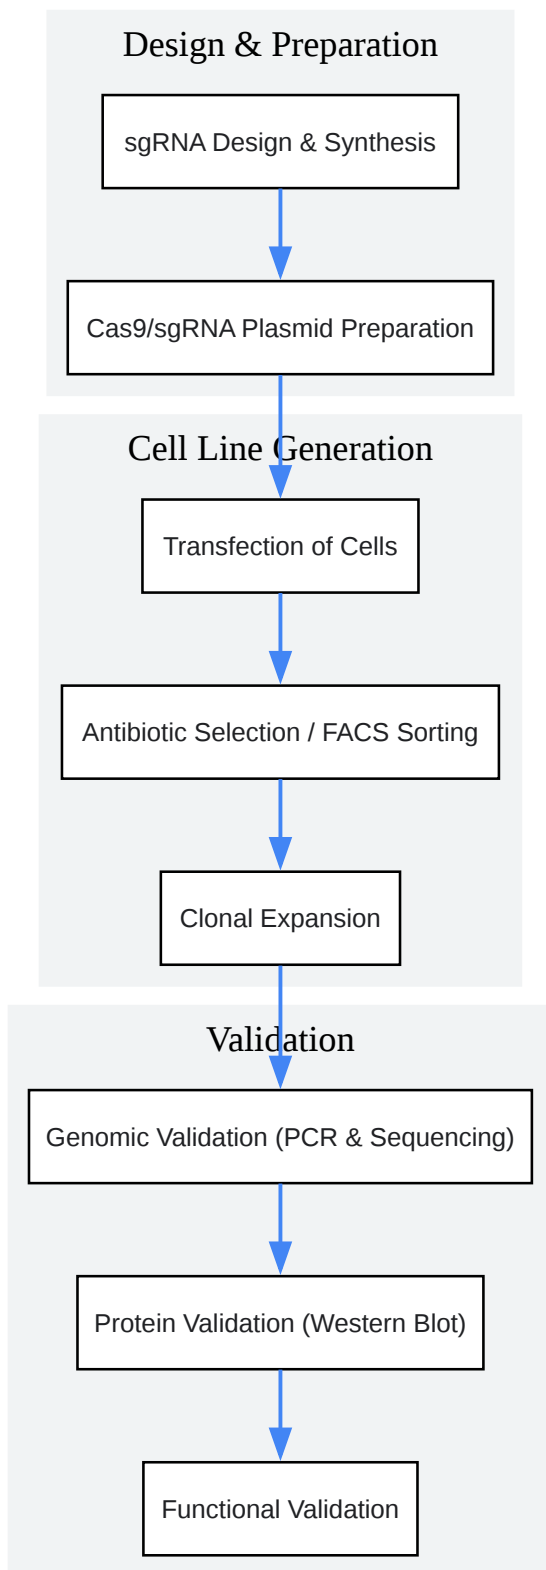 Design & Preparation
sgRNA Design & Synthesis
Cas9/sgRNA Plasmid Preparation
Cell Line Generation
Transfection of Cells
Antibiotic Selection / FACS Sorting
Clonal Expansion
Validation
Genomic Validation (PCR & Sequencing)
Protein Validation (Western Blot)
Functional Validation